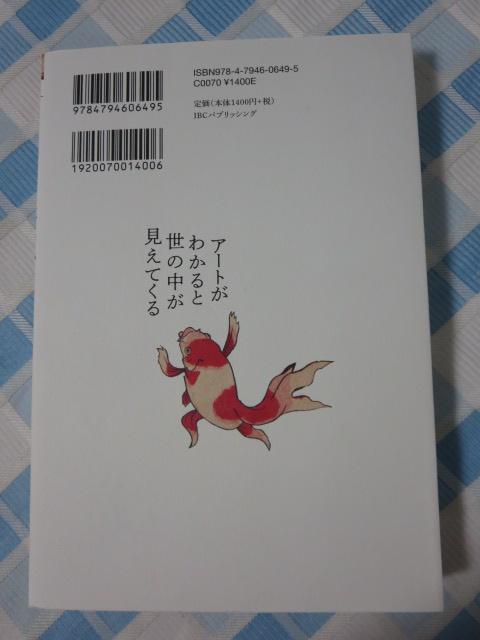 ISBN978-4-7946-0649-5
C0070 ¥1400E
定価(本体1400円+税)
IBCパブリッシング
9784794606495
1920070014006
アートが
わかると
世の中が
見えてくる